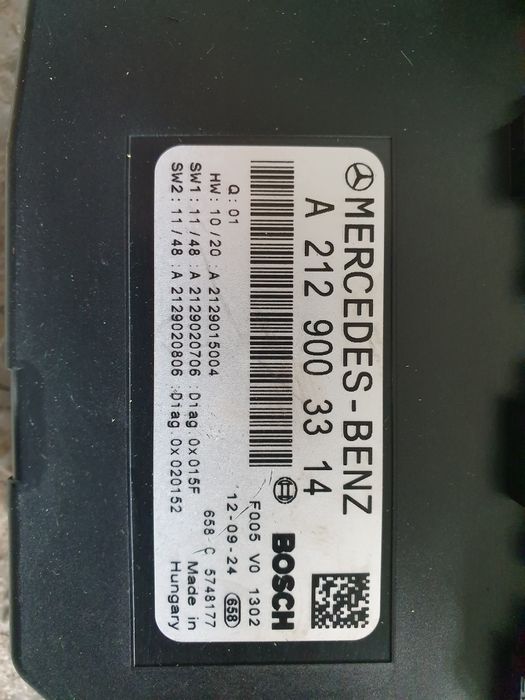 MERCEDES-BENZ
A 212 900 33 14
BOSCH
F005 V0 1302
12-09-24 658
658 C 5748177
Q: 01
HW: 10/20 :A 2129015004
SW1: 11/48 :A 2129020706 :Diag.0x015F
SW2: 11/48 :A 2129020806 :Diag.0x020152
Made in
Hungary